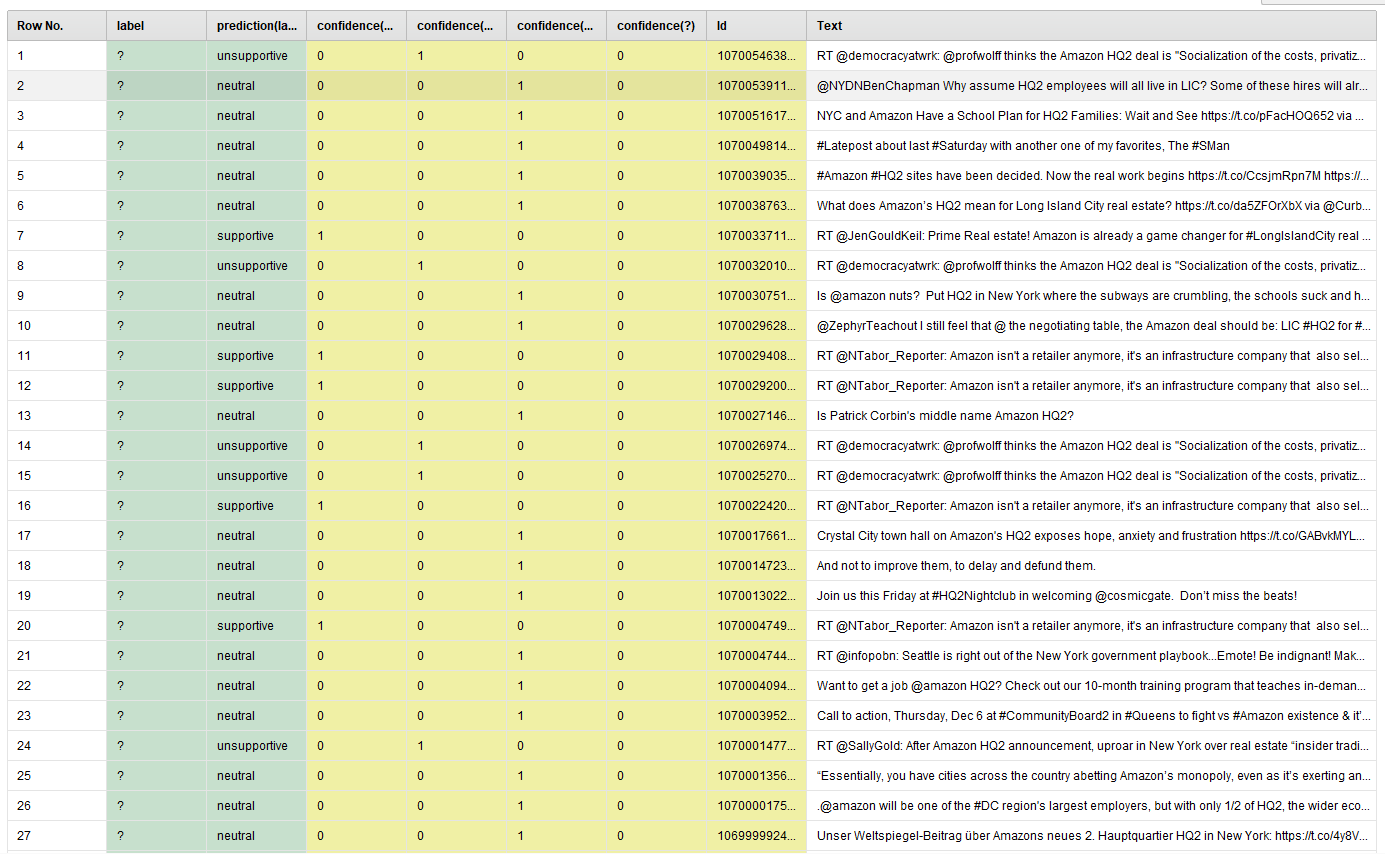 Row No. label prediction(la... confidence(... confidence(... confidence(... confidence(?) Id Text
1 ? unsupportive 0 1 0 0 1070054638... RT @democracyatwrk: @profwolff thinks the Amazon HQ2 deal is "Socialization of the costs, privatiz...
2 ? neutral 0 0 1 0 1070053911... @NYDNBenChapman Why assume HQ2 employees will all live in LIC? Some of these hires will alr...
3 ? neutral 0 0 1 0 1070051617... NYC and Amazon Have a School Plan for HQ2 Families: Wait and See https://t.co/pFacHOQ652 via ...
4 ? neutral 0 0 1 0 1070049814... #Latepost about last #Saturday with another one of my favorites, The #SMan
5 ? neutral 0 0 1 0 1070039035... #Amazon #HQ2 sites have been decided. Now the real work begins https://t.co/CcsjmRpn7M https://...
6 ? neutral 0 0 1 0 1070038763... What does Amazon's HQ2 mean for Long Island City real estate? https://t.co/da5ZFOrXbX via @Curb...
7 ? supportive 1 0 0 0 1070033711... RT @JenGouldKeil: Prime Real estate! Amazon is already a game changer for #LongIslandCity real ...
8 ? unsupportive 0 1 0 0 1070032010... RT @democracyatwrk: @profwolff thinks the Amazon HQ2 deal is "Socialization of the costs, privatiz...
9 ? neutral 0 0 1 0 1070030751... Is @amazon nuts? Put HQ2 in New York where the subways are crumbling, the schools suck and h...
10 ? neutral 0 0 1 0 1070029628... @ZephyrTeachout I still feel that @ the negotiating table, the Amazon deal should be: LIC #HQ2 for #...
11 ? supportive 1 0 0 0 1070029408... RT @NTabor_Reporter: Amazon isn't a retailer anymore, it's an infrastructure company that also sel...
12 ? supportive 1 0 0 0 1070029200... RT @NTabor_Reporter: Amazon isn't a retailer anymore, it's an infrastructure company that also sel...
13 ? neutral 0 0 1 0 1070027146... Is Patrick Corbin's middle name Amazon HQ2?
14 ? unsupportive 0 1 0 0 1070026974... RT @democracyatwrk: @profwolff thinks the Amazon HQ2 deal is "Socialization of the costs, privatiz...
15 ? unsupportive 0 1 0 0 1070025270... RT @democracyatwrk: @profwolff thinks the Amazon HQ2 deal is "Socialization of the costs, privatiz...
16 ? supportive 1 0 0 0 1070022420... RT @NTabor_Reporter: Amazon isn't a retailer anymore, it's an infrastructure company that also sel...
17 ? neutral 0 0 1 0 1070017661... Crystal City town hall on Amazon's HQ2 exposes hope, anxiety and frustration https://t.co/GABvkMYL...
18 ? neutral 0 0 1 0 1070014723... And not to improve them, to delay and defund them.
19 ? neutral 0 0 1 0 1070013022... Join us this Friday at #HQ2Nightclub in welcoming @cosmicgate. Don't miss the beats!
20 ? supportive 1 0 0 0 1070004749... RT @NTabor_Reporter: Amazon isn't a retailer anymore, it's an infrastructure company that also sel...
21 ? neutral 0 0 1 0 1070004744... RT @infopobn: Seattle is right out of the New York government playbook...Emote! Be indignant! Mak...
22 ? neutral 0 0 1 0 1070004094... Want to get a job @amazon HQ2? Check out our 10-month training program that teaches in-deman...
23 ? neutral 0 0 1 0 1070003952... Call to action, Thursday, Dec 6 at #CommunityBoard2 in #Queens to fight vs #Amazon existence & it'...
24 ? unsupportive 0 1 0 0 1070001477... RT @SallyGold: After Amazon HQ2 announcement, uproar in New York over real estate “insider tradi...
25 ? neutral 0 0 1 0 1070001356... “Essentially, you have cities across the country abetting Amazon’s monopoly, even as it’s exerting an...
26 ? neutral 0 0 1 0 1070000175... .@amazon will be one of the #DC region's largest employers, but with only 1/2 of HQ2, the wider eco...
27 ? neutral 0 0 1 0 1069999924... Unser Weltspiegel-Beitrag über Amazons neues 2. Hauptquartier HQ2 in New York: https://t.co/4y8V...